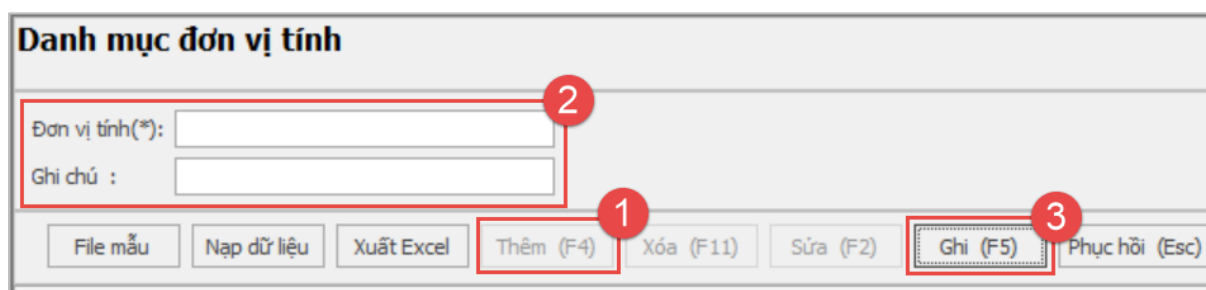 Danh mục đơn vị tính
2
Đơn vị tính(*):
Ghi chú :
1
3
File mẫu Nạp dữ liệu Xuất Excel Thêm (F4) Xóa (F11) Sửa (F2) Ghi (F5) Phục hồi (Esc)